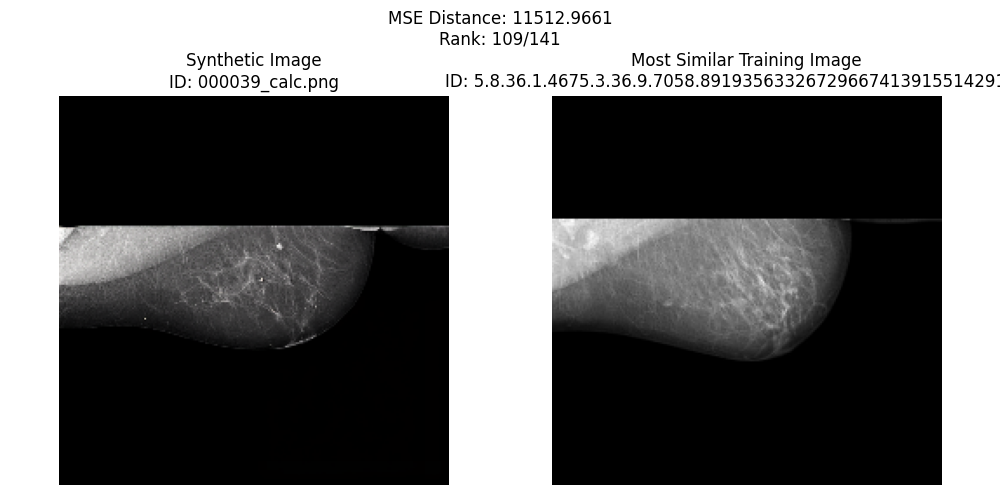 MSE Distance: 11512.9661
Rank: 109/141
Synthetic Image
ID: 000039_calc.png
Most Similar Training Image
ID: 5.8.36.1.4675.3.36.9.7058.89193563326729667413915514291